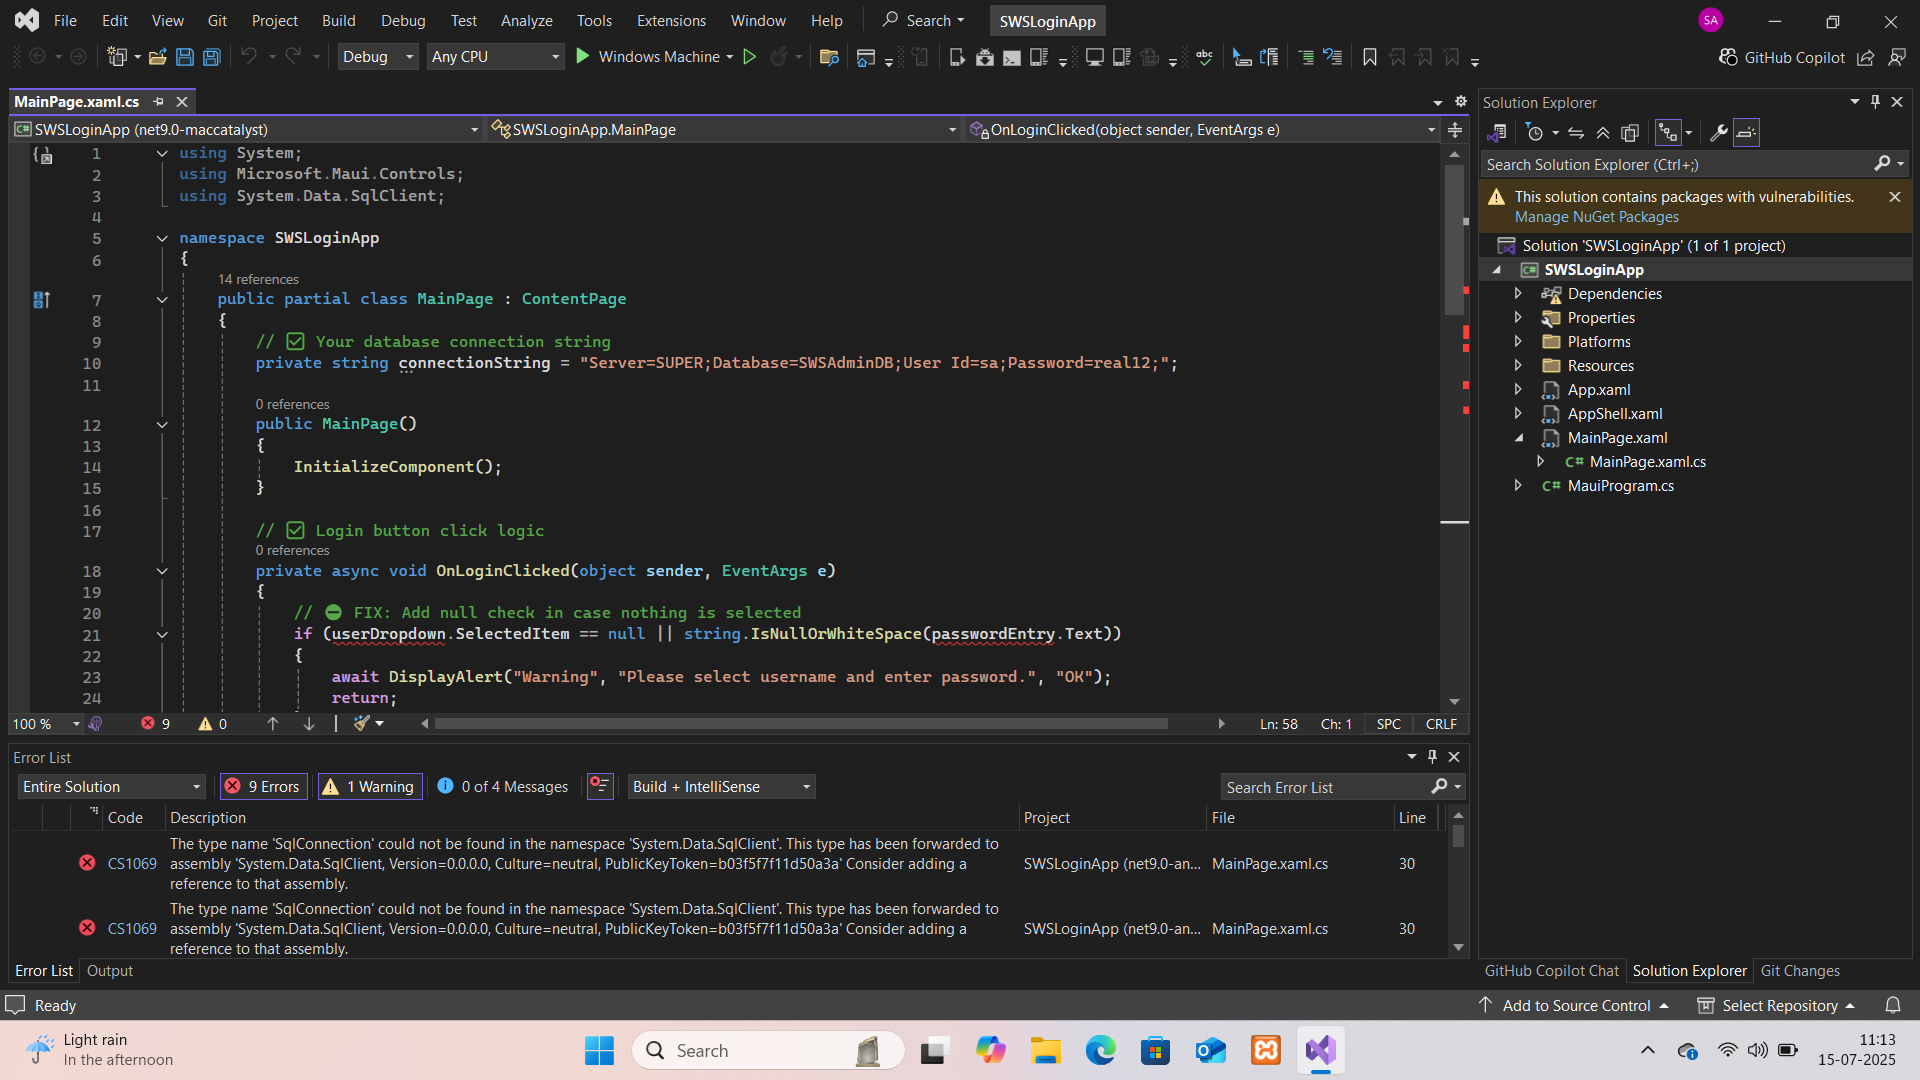 File Edit View Git Project Build Debug Test Analyze Tools Extensions Window Help Search SWSLoginApp SA
Debug Any CPU Windows Machine abc GitHub Copilot
MainPage.xaml.cs
SWSLoginApp (net9.0-maccatalyst) SWSLoginApp.MainPage OnLoginClicked(object sender, EventArgs e)
1 using System;
2 using Microsoft.Maui.Controls;
3 using System.Data.SqlClient;
4
5 namespace SWSLoginApp
6 {
14 references
7 public partial class MainPage : ContentPage
8 {
9 // ✅ Your database connection string
10 private string connectionString = "Server=SUPER;Database=SWSAdminDB;User Id=sa;Password=real12;";
11
0 references
12 public MainPage()
13 {
14 InitializeComponent();
15 }
16
17 // ✅ Login button click logic
0 references
18 private async void OnLoginClicked(object sender, EventArgs e)
19 {
20 // ⛔ FIX: Add null check in case nothing is selected
21 if (userDropdown.SelectedItem == null || string.IsNullOrWhiteSpace(passwordEntry.Text))
22 {
23 await DisplayAlert("Warning", "Please select username and enter password.", "OK");
24 return;
100 % 9 0 Ln: 58 Ch: 1 SPC CRLF
Error List
Entire Solution 9 Errors 1 Warning 0 of 4 Messages Build + IntelliSense Search Error List
Code Description Project File Line
CS1069 The type name 'SqlConnection' could not be found in the namespace 'System.Data.SqlClient'. This type has been forwarded to
assembly 'System.Data.SqlClient, Version=0.0.0.0, Culture=neutral, PublicKeyToken=b03f5f7f11d50a3a' Consider adding a
reference to that assembly. SWSLoginApp (net9.0-an... MainPage.xaml.cs 30
CS1069 The type name 'SqlConnection' could not be found in the namespace 'System.Data.SqlClient'. This type has been forwarded to
assembly 'System.Data.SqlClient, Version=0.0.0.0, Culture=neutral, PublicKeyToken=b03f5f7f11d50a3a' Consider adding a
reference to that assembly. SWSLoginApp (net9.0-an... MainPage.xaml.cs 30
Error List Output
Solution Explorer
Search Solution Explorer (Ctrl+;)
This solution contains packages with vulnerabilities.
Manage NuGet Packages
Solution 'SWSLoginApp' (1 of 1 project)
C# SWSLoginApp
Dependencies
Properties
Platforms
Resources
App.xaml
AppShell.xaml
MainPage.xaml
C# MainPage.xaml.cs
C# MauiProgram.cs
GitHub Copilot Chat Solution Explorer Git Changes
Ready Add to Source Control Select Repository
Light rain
In the afternoon
Search
11:13
15-07-2025